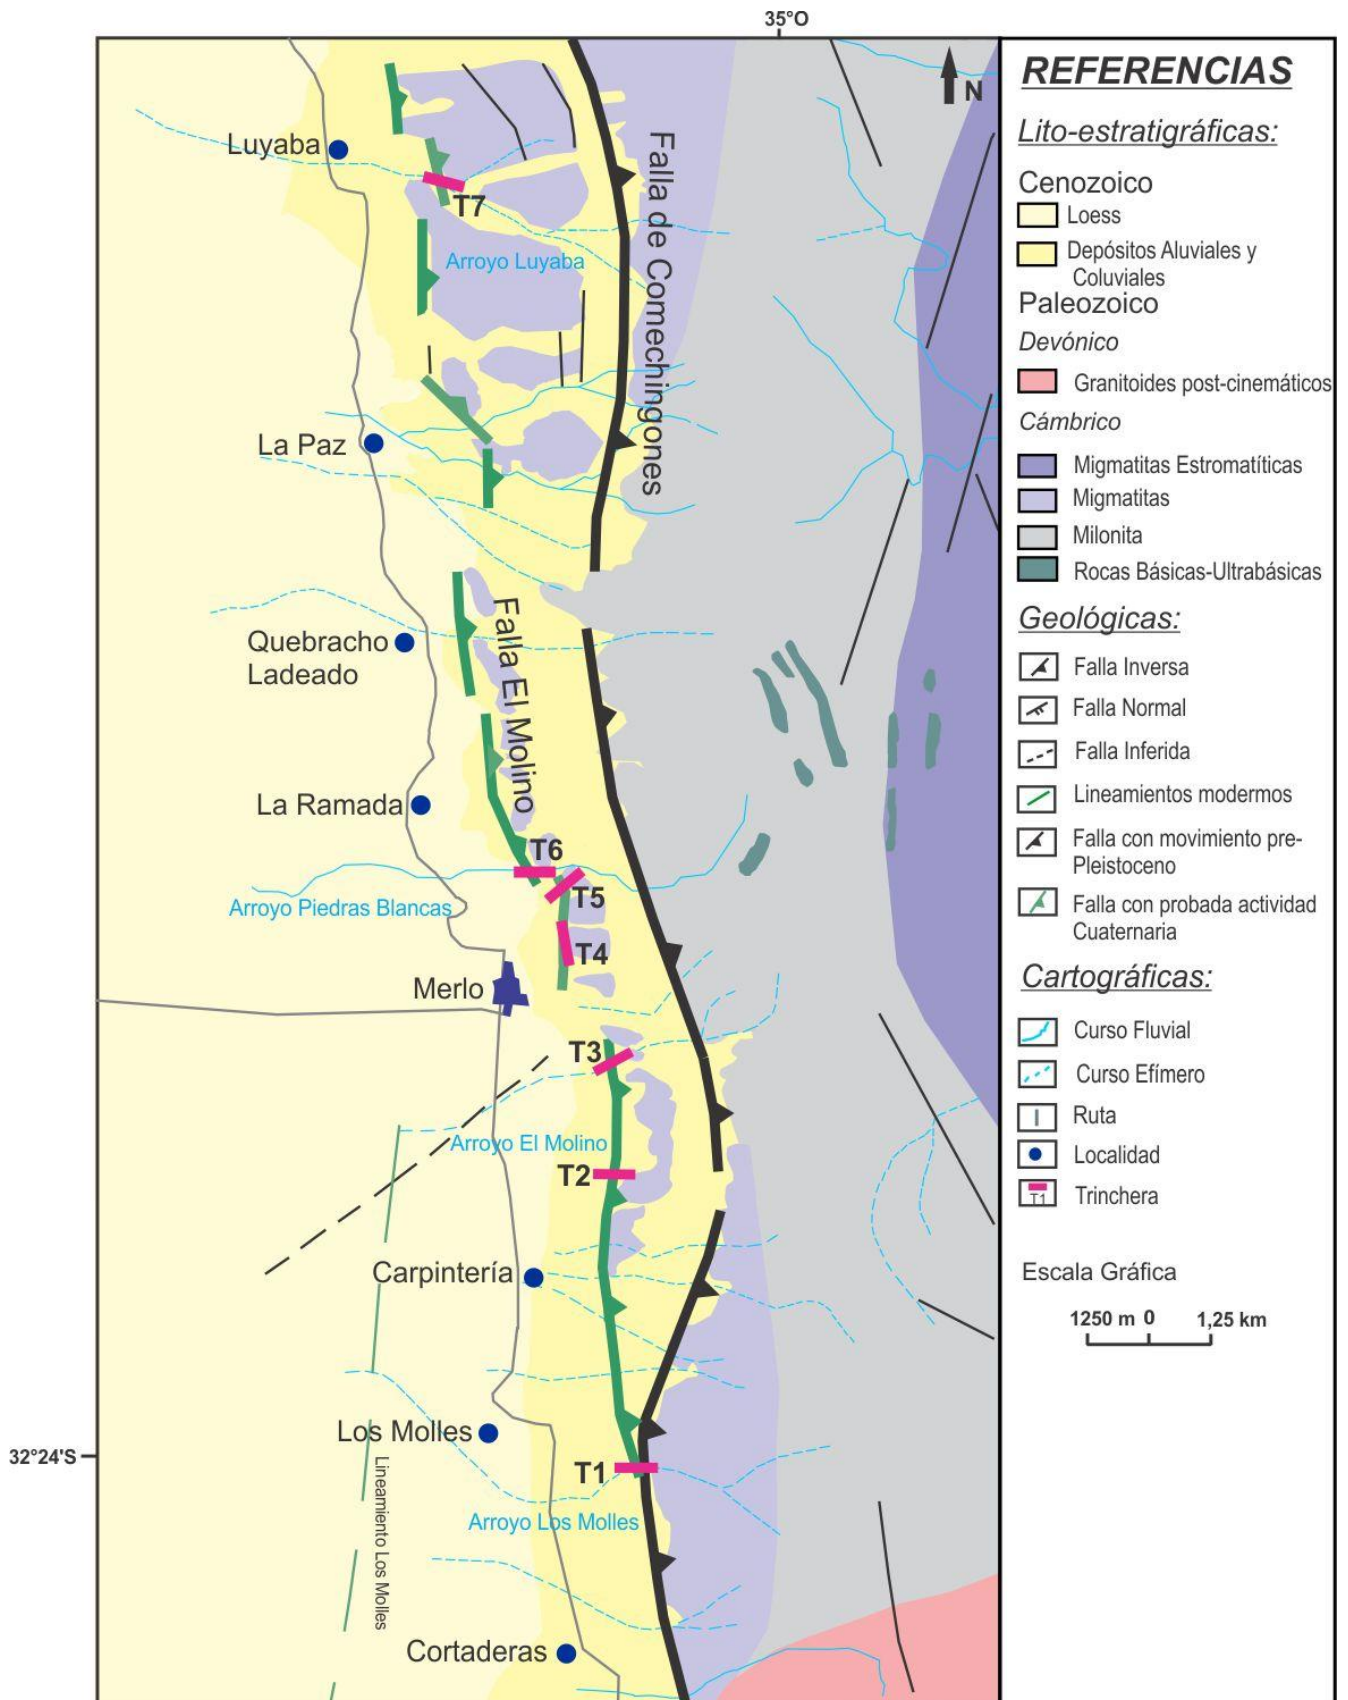 35°O
N
Luyaba
T7
Arroyo Luyaba
Falla de Comechingones
La Paz
Quebracho
Ladeado
Falla El Molino
La Ramada
T6
T5
Arroyo Piedras Blancas
T4
Merlo
T3
Arroyo El Molino
T2
Carpintería
Los Molles
32°24'S
T1
Lineamiento Los Molles
Arroyo Los Molles
Cortaderas
REFERENCIAS
Lito-estratigráficas:
Cenozoico
Loess
Depósitos Aluviales y
Coluviales
Paleozoico
Devónico
Granitoides post-cinemáticos
Cámbrico
Migmatitas Estromatíticas
Migmatitas
Milonita
Rocas Básicas-Ultrabásicas
Geológicas:
Falla Inversa
Falla Normal
Falla Inferida
Lineamientos modermos
Falla con movimiento pre-
Pleistoceno
Falla con probada actividad
Cuaternaria
Cartográficas:
Curso Fluvial
Curso Efímero
Ruta
Localidad
T1
Trinchera
Escala Gráfica
1250 m 0 1,25 km